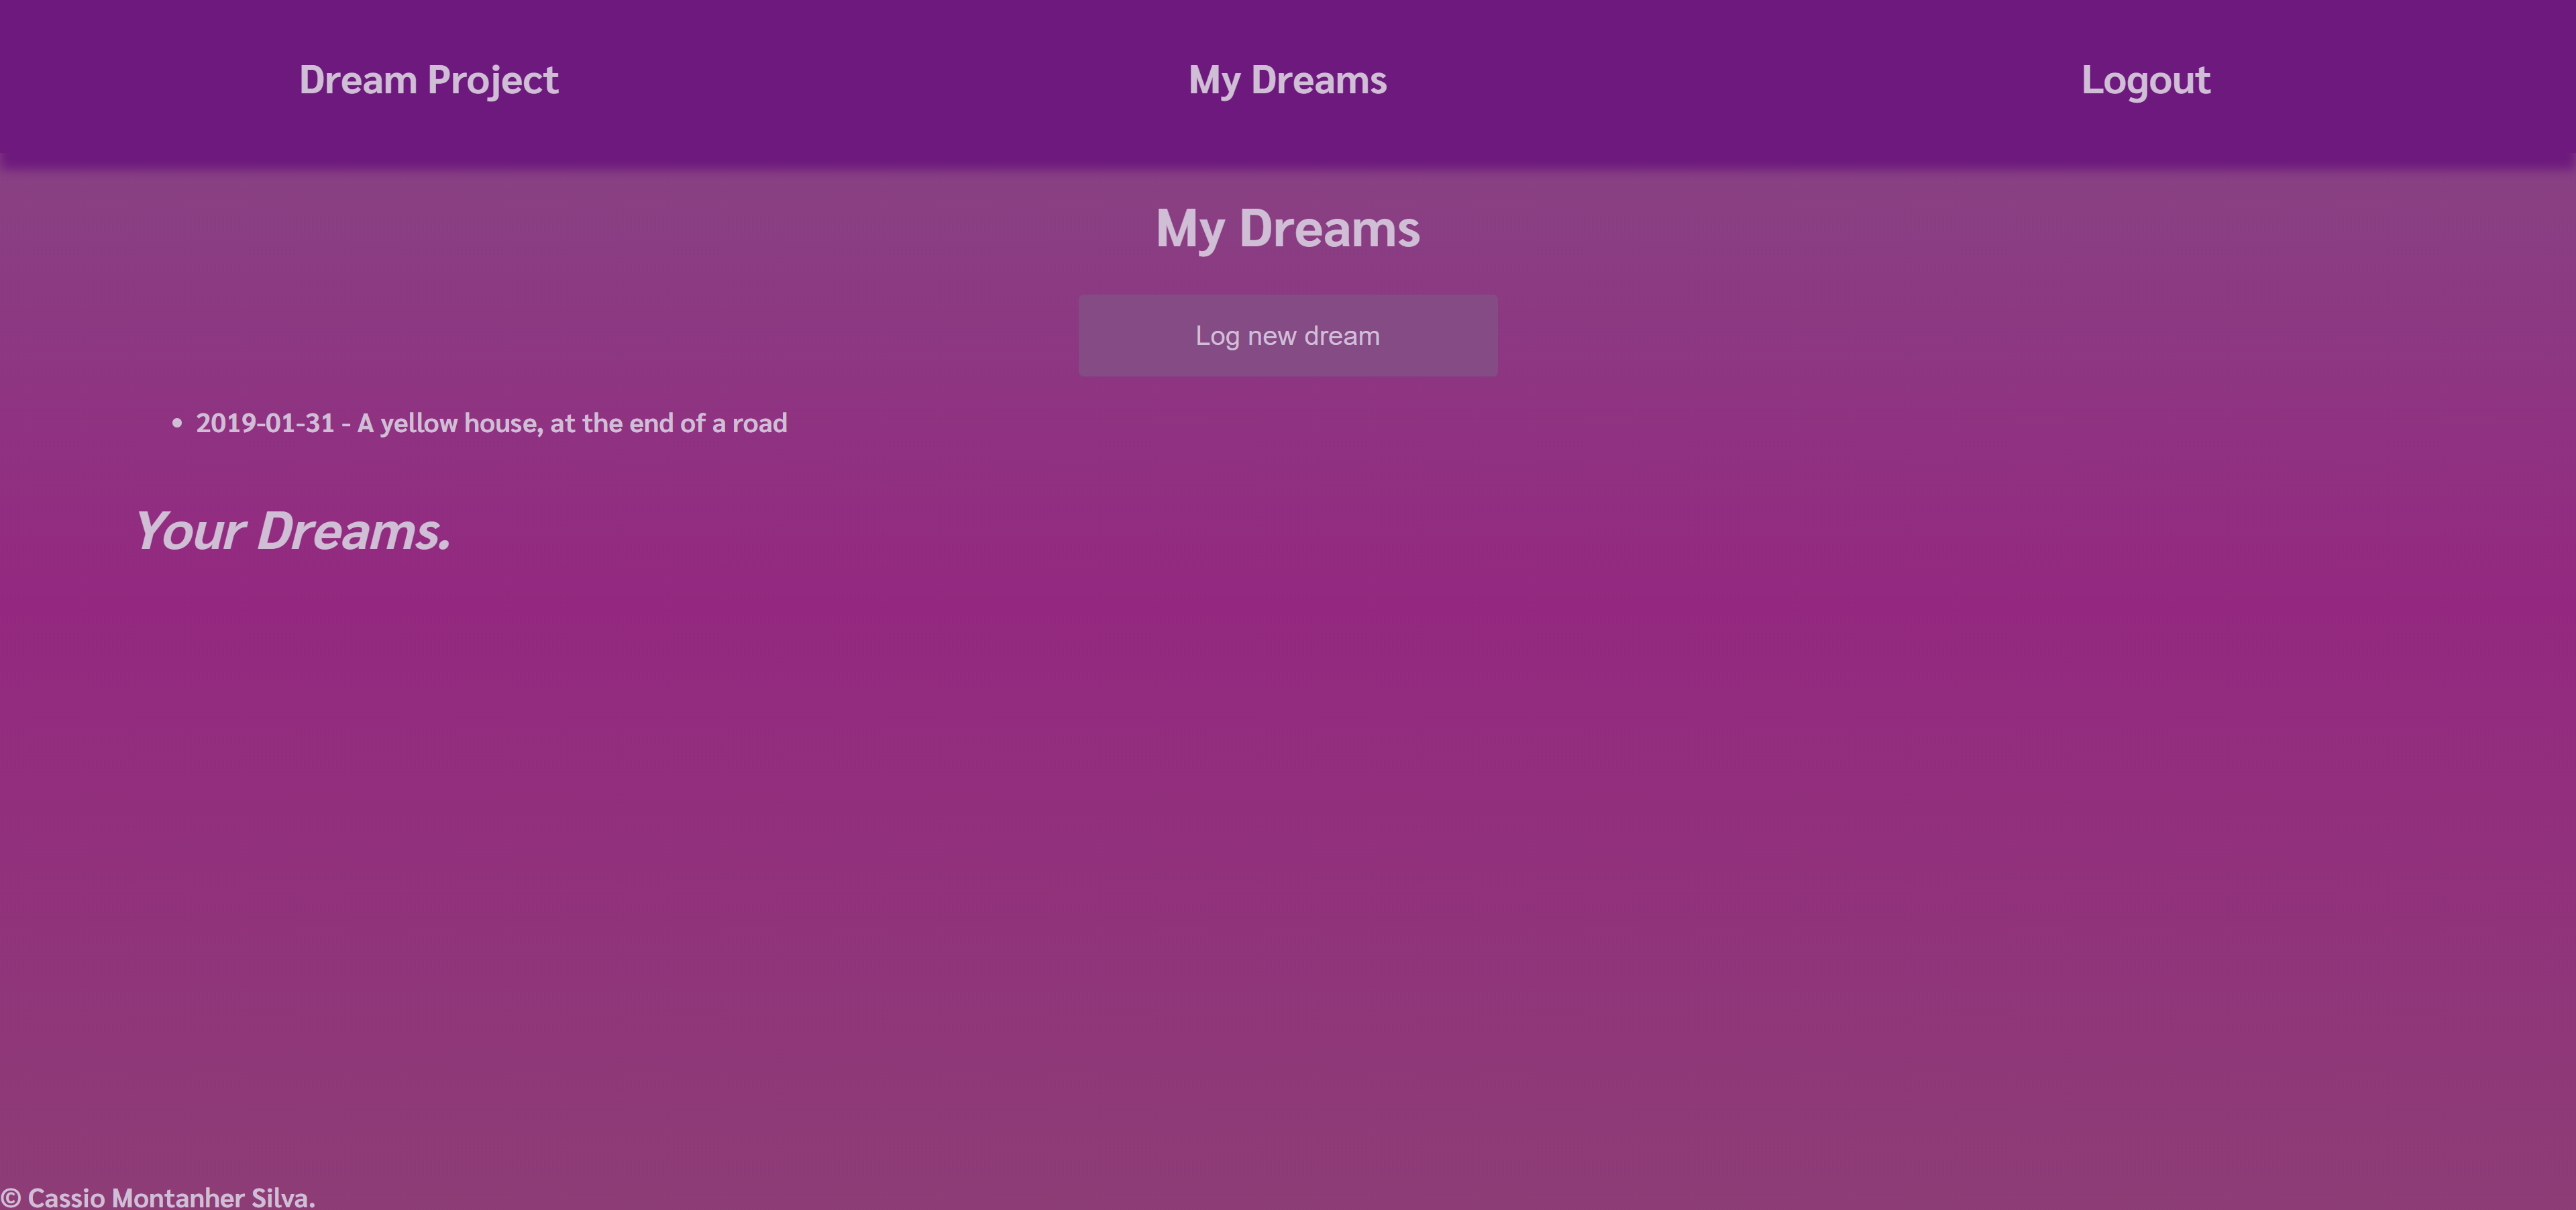 Dream Project
My Dreams
Logout
My Dreams
Log new dream
• 2019-01-31 - A yellow house, at the end of a road
Your Dreams.
© Cassio Montanher Silva.